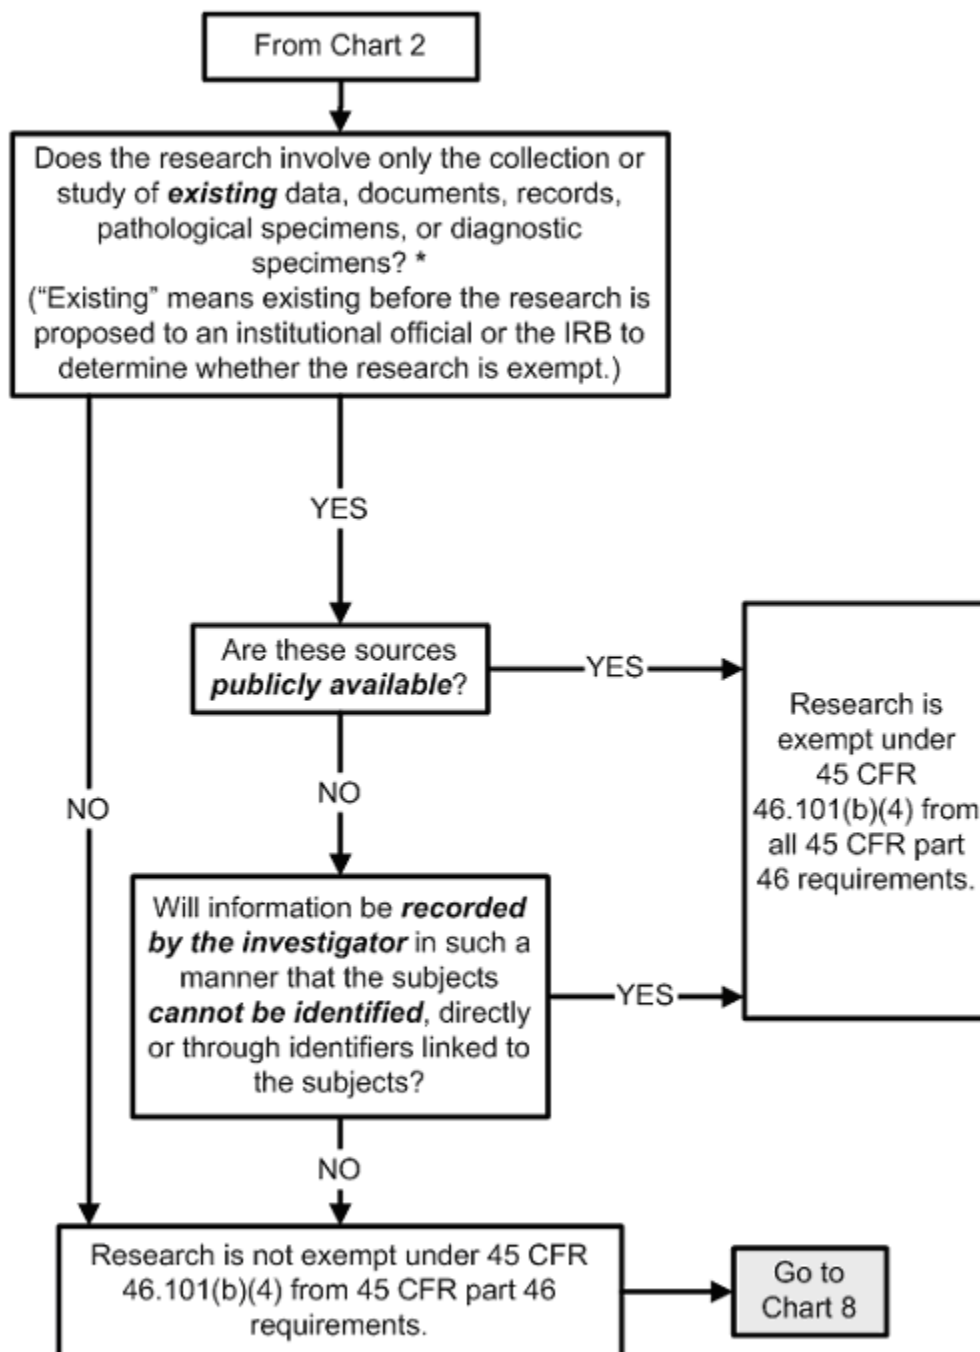 From Chart 2
Does the research involve only the collection or
study of existing data, documents, records,
pathological specimens, or diagnostic
specimens? *
(“Existing” means existing before the research is
proposed to an institutional official or the IRB to
determine whether the research is exempt.)
YES
Are these sources
publicly available?
YES
Research is
exempt under
45 CFR
46.101(b)(4) from
all 45 CFR part
46 requirements.
NO
NO
Will information be recorded
by the investigator in such a
manner that the subjects
cannot be identified, directly
or through identifiers linked to
the subjects?
YES
NO
Research is not exempt under 45 CFR
46.101(b)(4) from 45 CFR part 46
requirements.
Go to
Chart 8